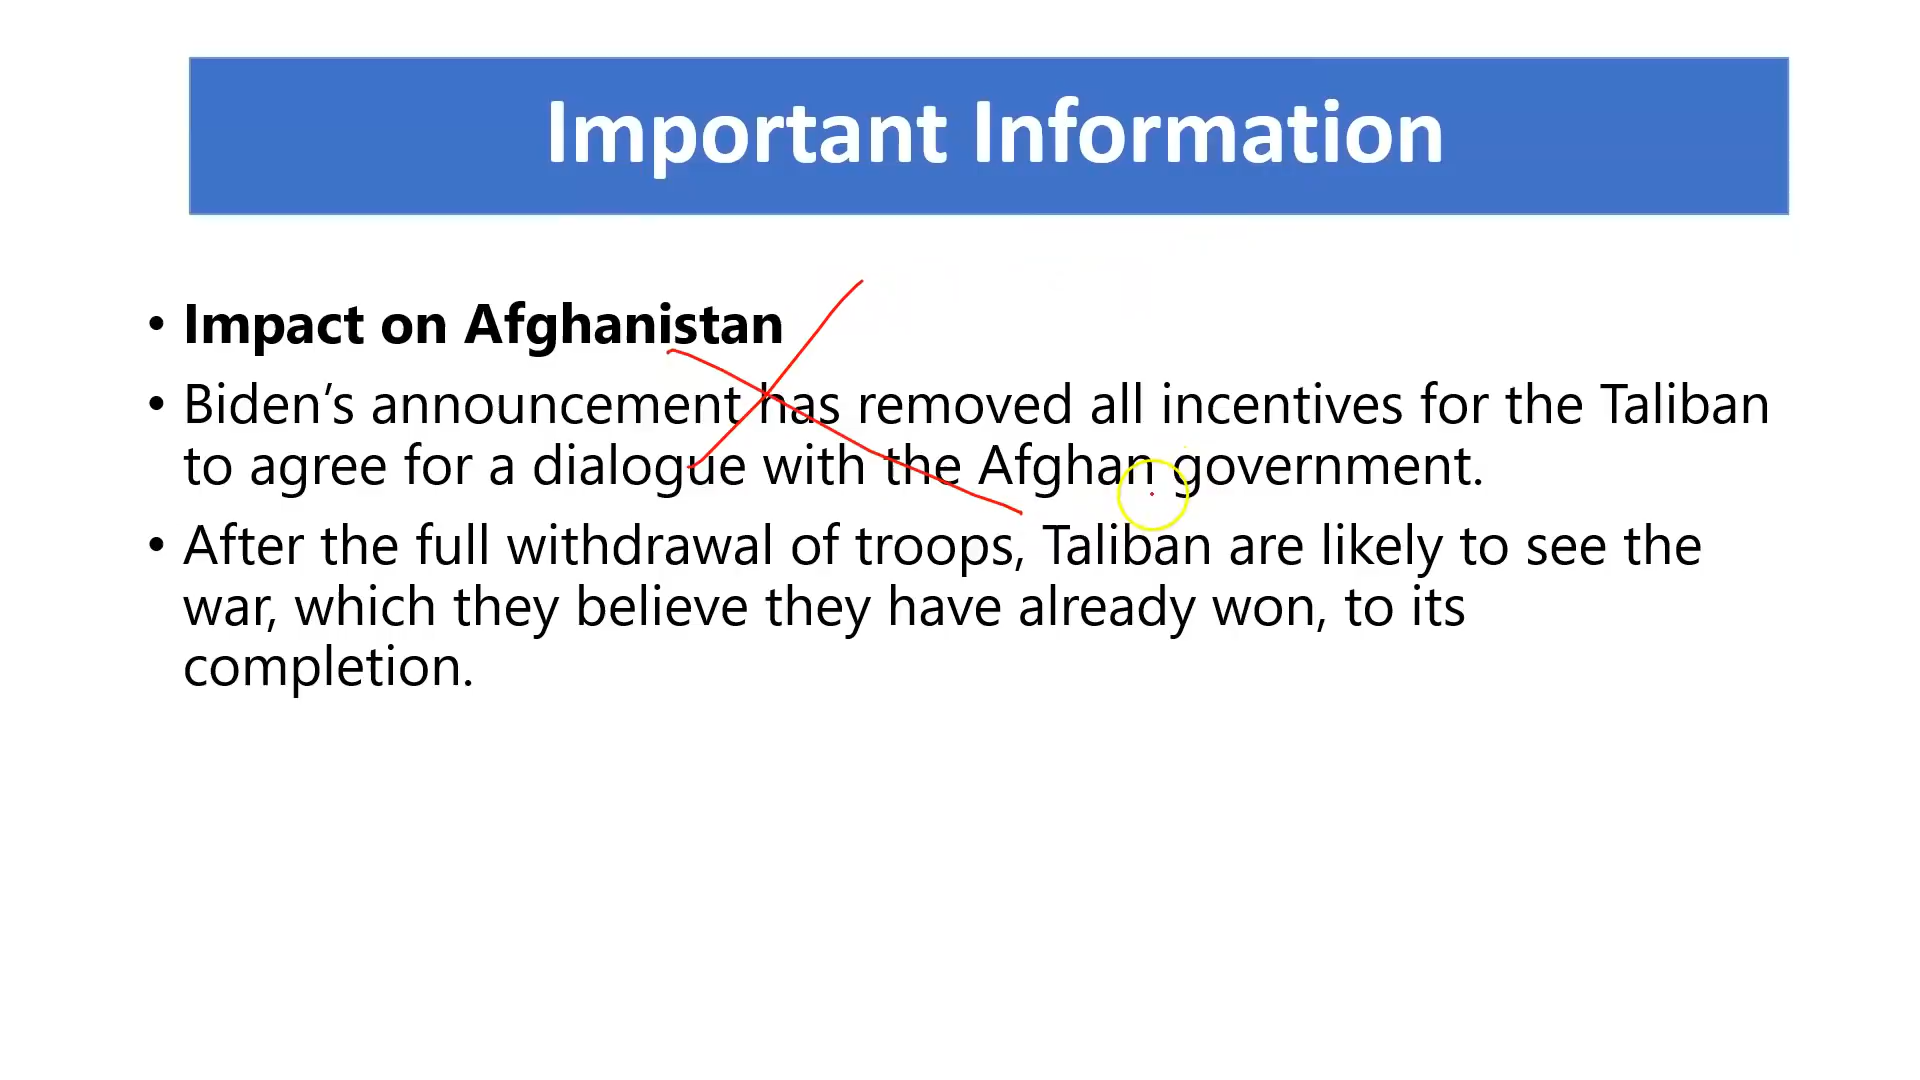 Important Information
• Impact on Afghanistan
• Biden’s announcement has removed all incentives for the Taliban
to agree for a dialogue with the Afghan government.
• After the full withdrawal of troops, Taliban are likely to see the
war, which they believe they have already won, to its
completion.